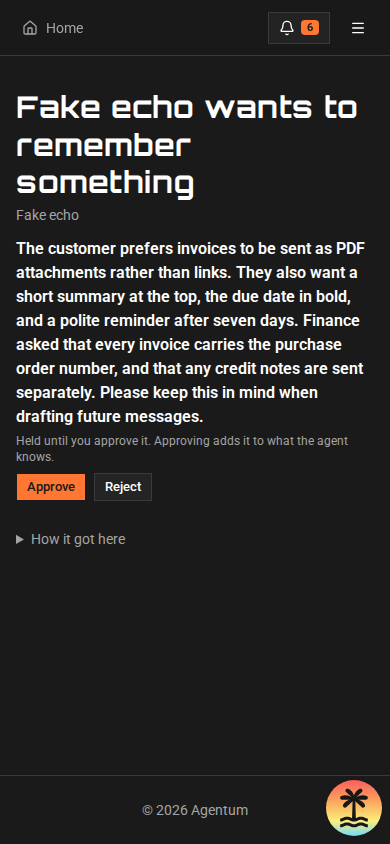 Home
6
Fake echo wants to
remember
something
Fake echo
The customer prefers invoices to be sent as PDF
attachments rather than links. They also want a
short summary at the top, the due date in bold,
and a polite reminder after seven days. Finance
asked that every invoice carries the purchase
order number, and that any credit notes are sent
separately. Please keep this in mind when
drafting future messages.
Held until you approve it. Approving adds it to what the agent
knows.
Approve
Reject
How it got here
© 2026 Agentum